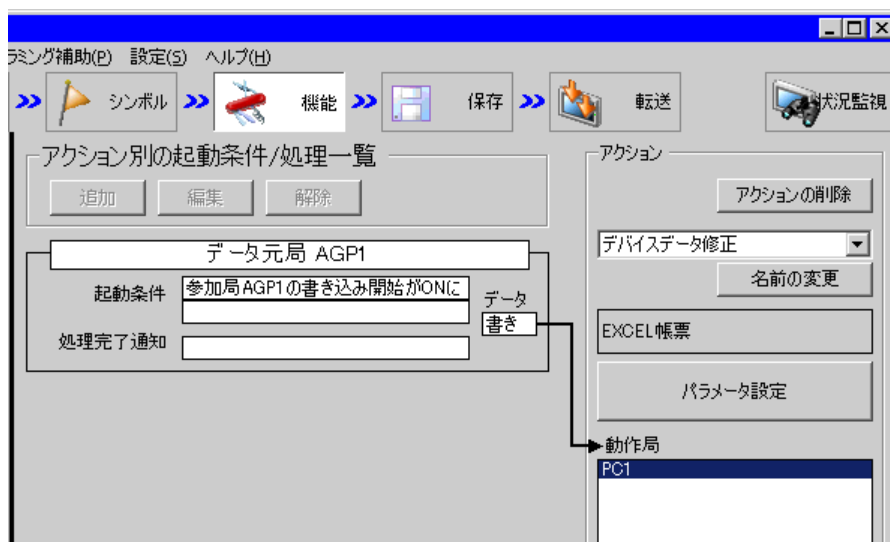 ラミング補助(P) 設定(S) ヘルプ(H)
シンボル 機能 保存 転送 状況監視
アクション別の起動条件/処理一覧
追加 編集 解除
データ元局 AGP1
起動条件 参加局AGP1の書き込み開始がONに
データ
書き
処理完了通知
アクション
アクションの削除
デバイスデータ修正
名前の変更
EXCEL帳票
パラメータ設定
動作局
PC1